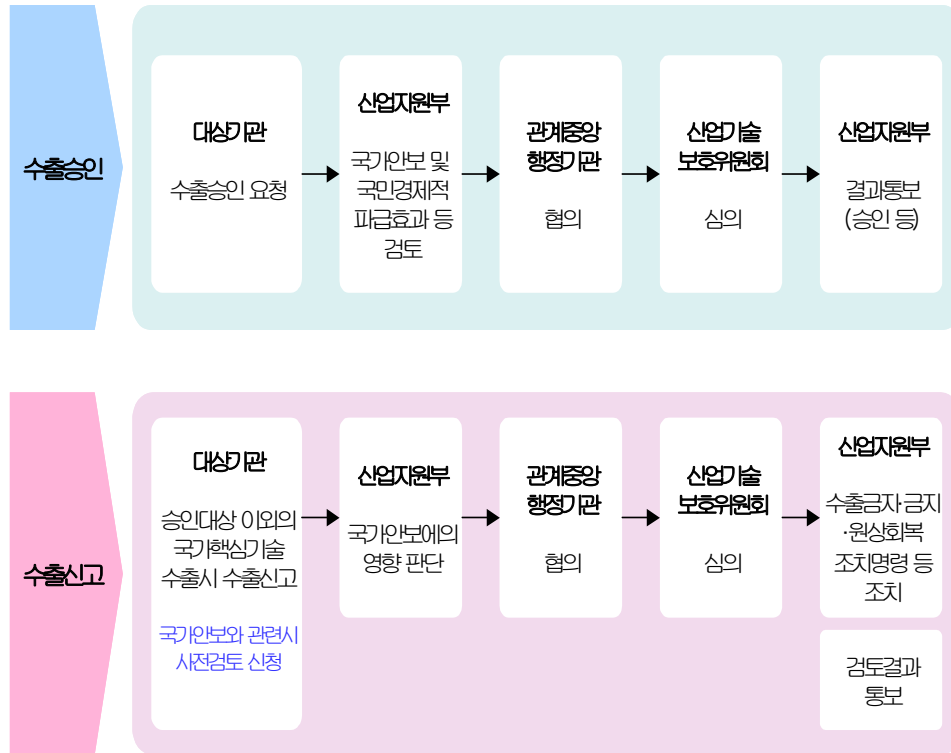 수출승인
대상기관
수출승인 요청
산업자원부
국가안보 및
국민경제적
파급효과 등
검토
관계중앙
행정기관
협의
산업기술
보호위원회
심의
산업자원부
결과통보
(승인 등)
수출신고
대상기관
승인대상 이외의
국가핵심기술
수출시 수출신고
국가안보와 관련시
사전검토 신청
산업자원부
국가안보에의
영향 판단
관계중앙
행정기관
협의
산업기술
보호위원회
심의
산업자원부
수출금자·금지
·원상회복
조치명령 등
조치
검토결과
통보